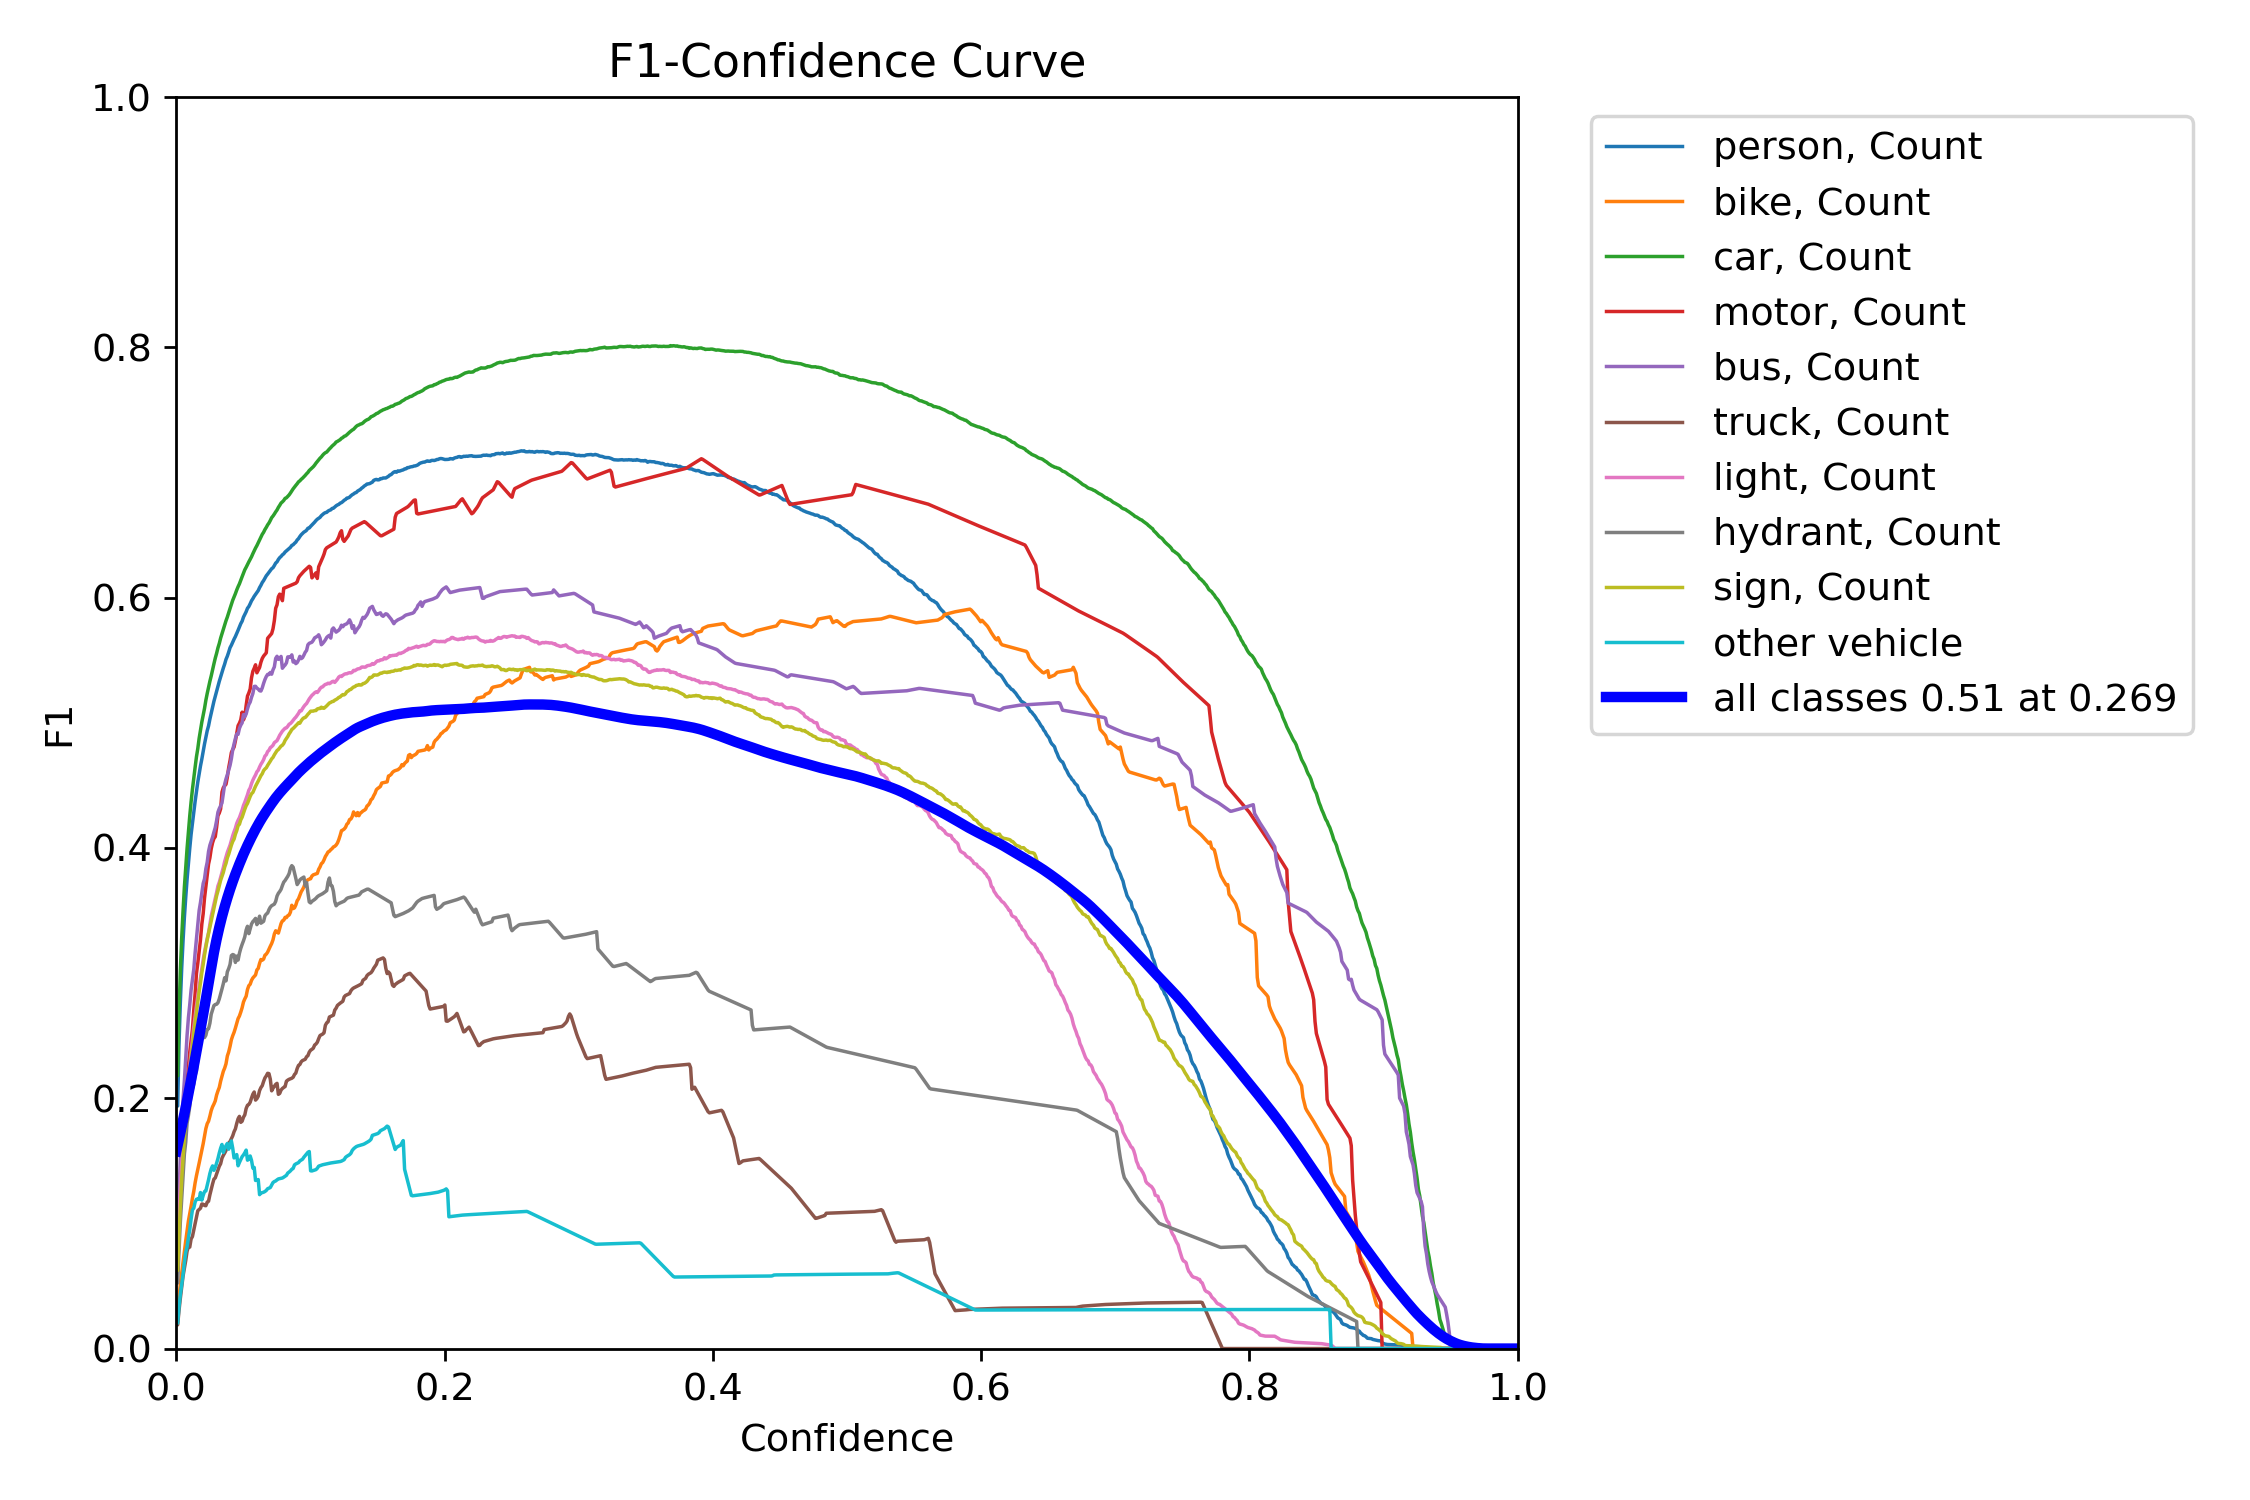 F1-Confidence Curve
1.0
0.8
0.6
0.4
0.2
0.0
F1
0.0 0.2 0.4 0.6 0.8 1.0
Confidence
person, Count
bike, Count
car, Count
motor, Count
bus, Count
truck, Count
light, Count
hydrant, Count
sign, Count
other vehicle
all classes 0.51 at 0.269